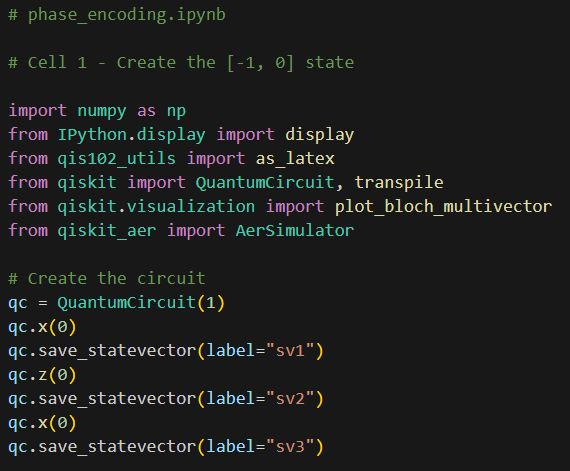 # phase_encoding.ipynb
# Cell 1 - Create the [-1, 0] state
import numpy as np
from IPython.display import display
from qis102_utils import as_latex
from qiskit import QuantumCircuit, transpile
from qiskit.visualization import plot_bloch_multivector
from qiskit_aer import AerSimulator
# Create the circuit
qc = QuantumCircuit(1)
qc.x(0)
qc.save_statevector(label="sv1")
qc.z(0)
qc.save_statevector(label="sv2")
qc.x(0)
qc.save_statevector(label="sv3")